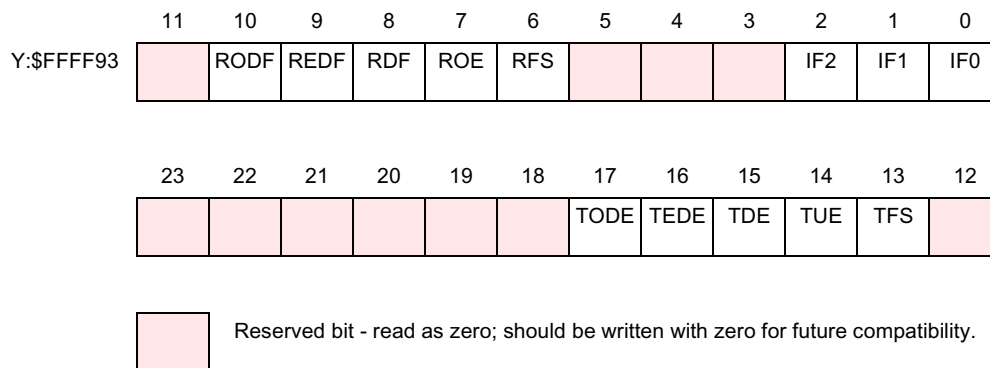 11 10 9 8 7 6 5 4 3 2 1 0
Y:$FFFF93 RODF REDF RDF ROE RFS IF2 IF1 IF0
23 22 21 20 19 18 17 16 15 14 13 12
TODE TEDE TDE TUE TFS
Reserved bit - read as zero; should be written with zero for future compatibility.